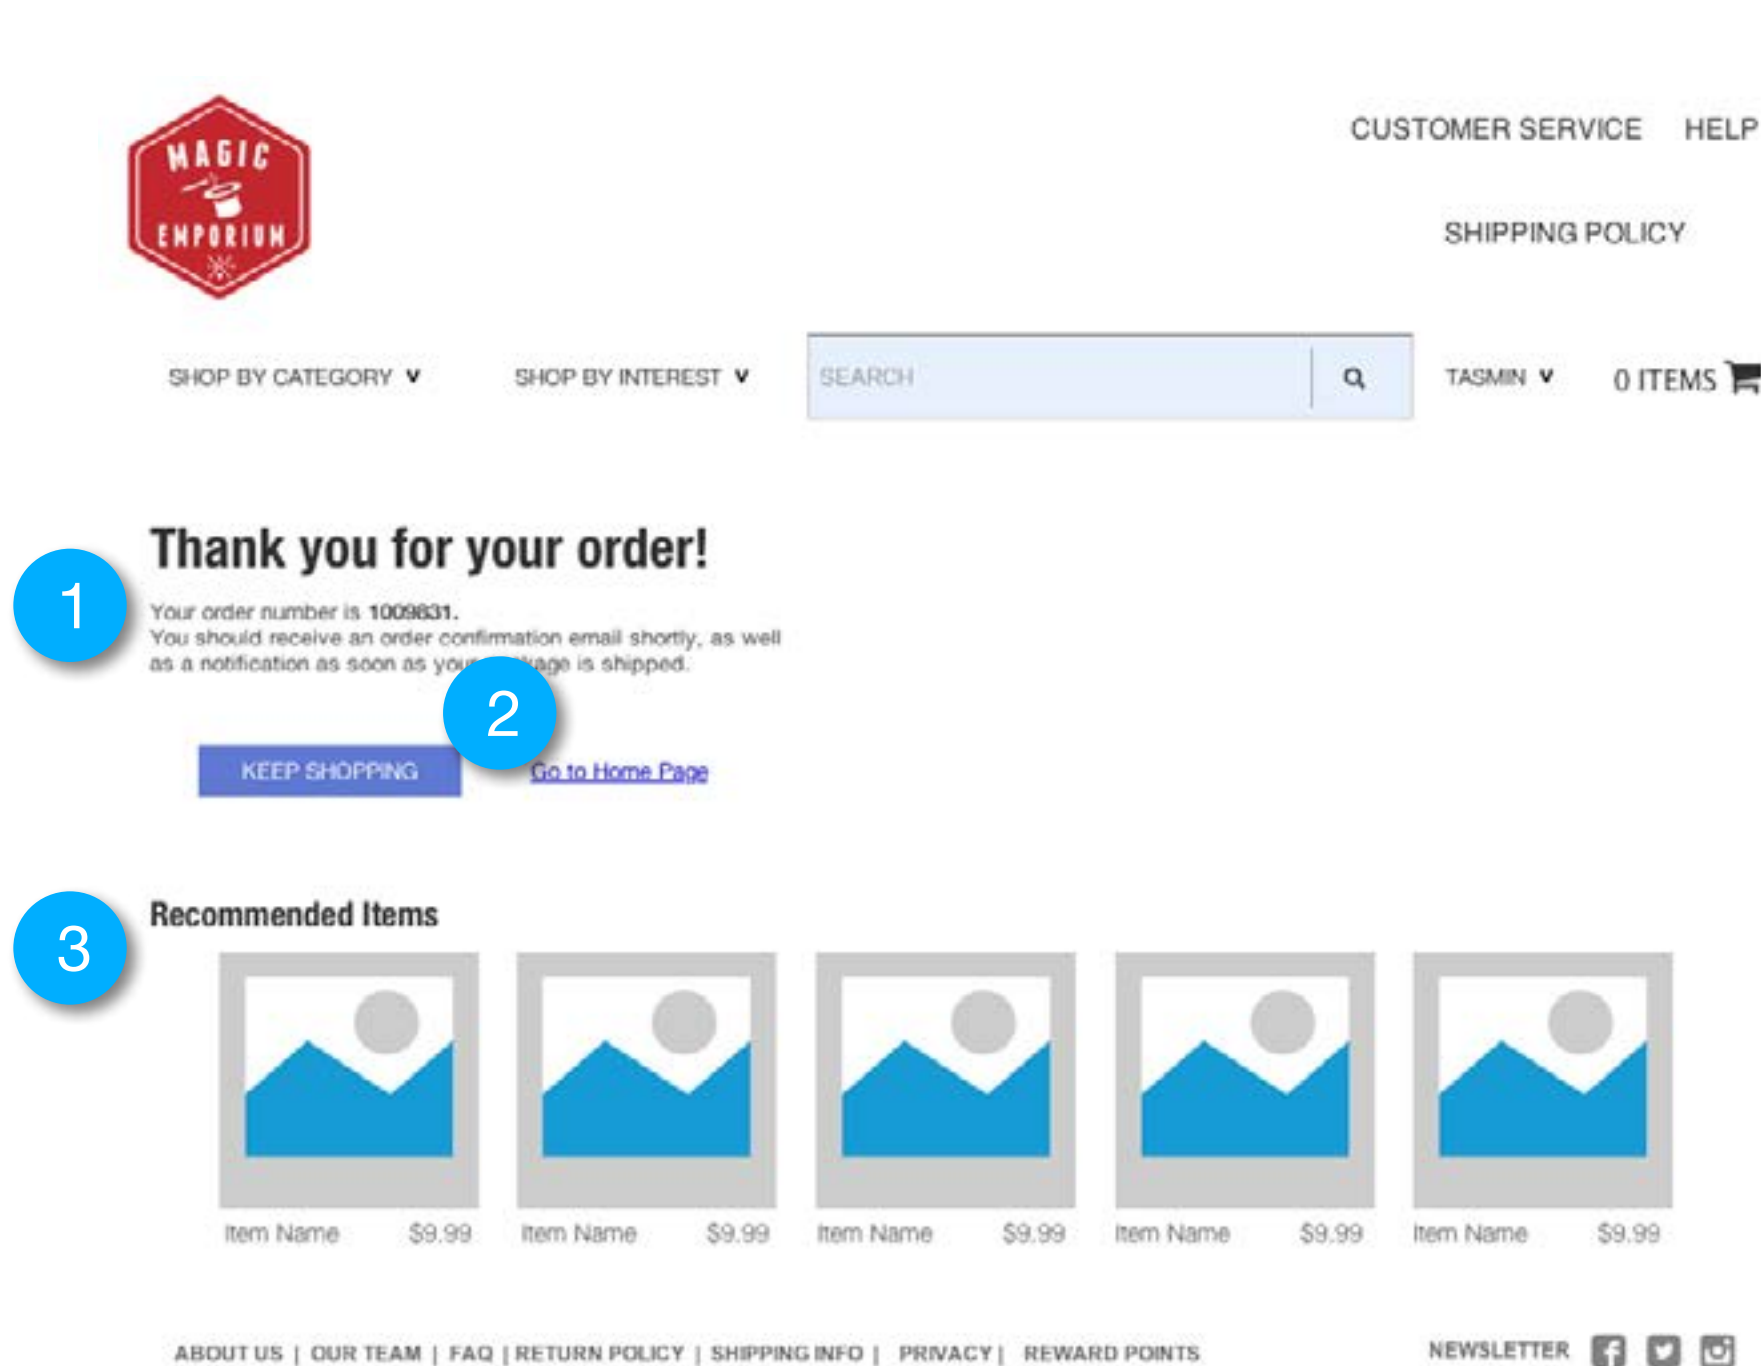 MAGIC
EMPORIUM
CUSTOMER SERVICE HELP
SHIPPING POLICY
SHOP BY CATEGORY V SHOP BY INTEREST V SEARCH TASMIN V 0 ITEMS
Thank you for your order!
1
Your order number is 1009831.
You should receive an order confirmation email shortly, as well
as a notification as soon as is shipped.
2
KEEP SHOPPING Go to Home Page
3
Recommended Items
Item Name $9.99 Item Name $9.99 Item Name $9.99 Item Name $9.99 Item Name $9.99
ABOUT US | OUR TEAM | FAQ | RETURN POLICY | SHIPPING INFO | PRIVACY | REWARD POINTS NEWSLETTER